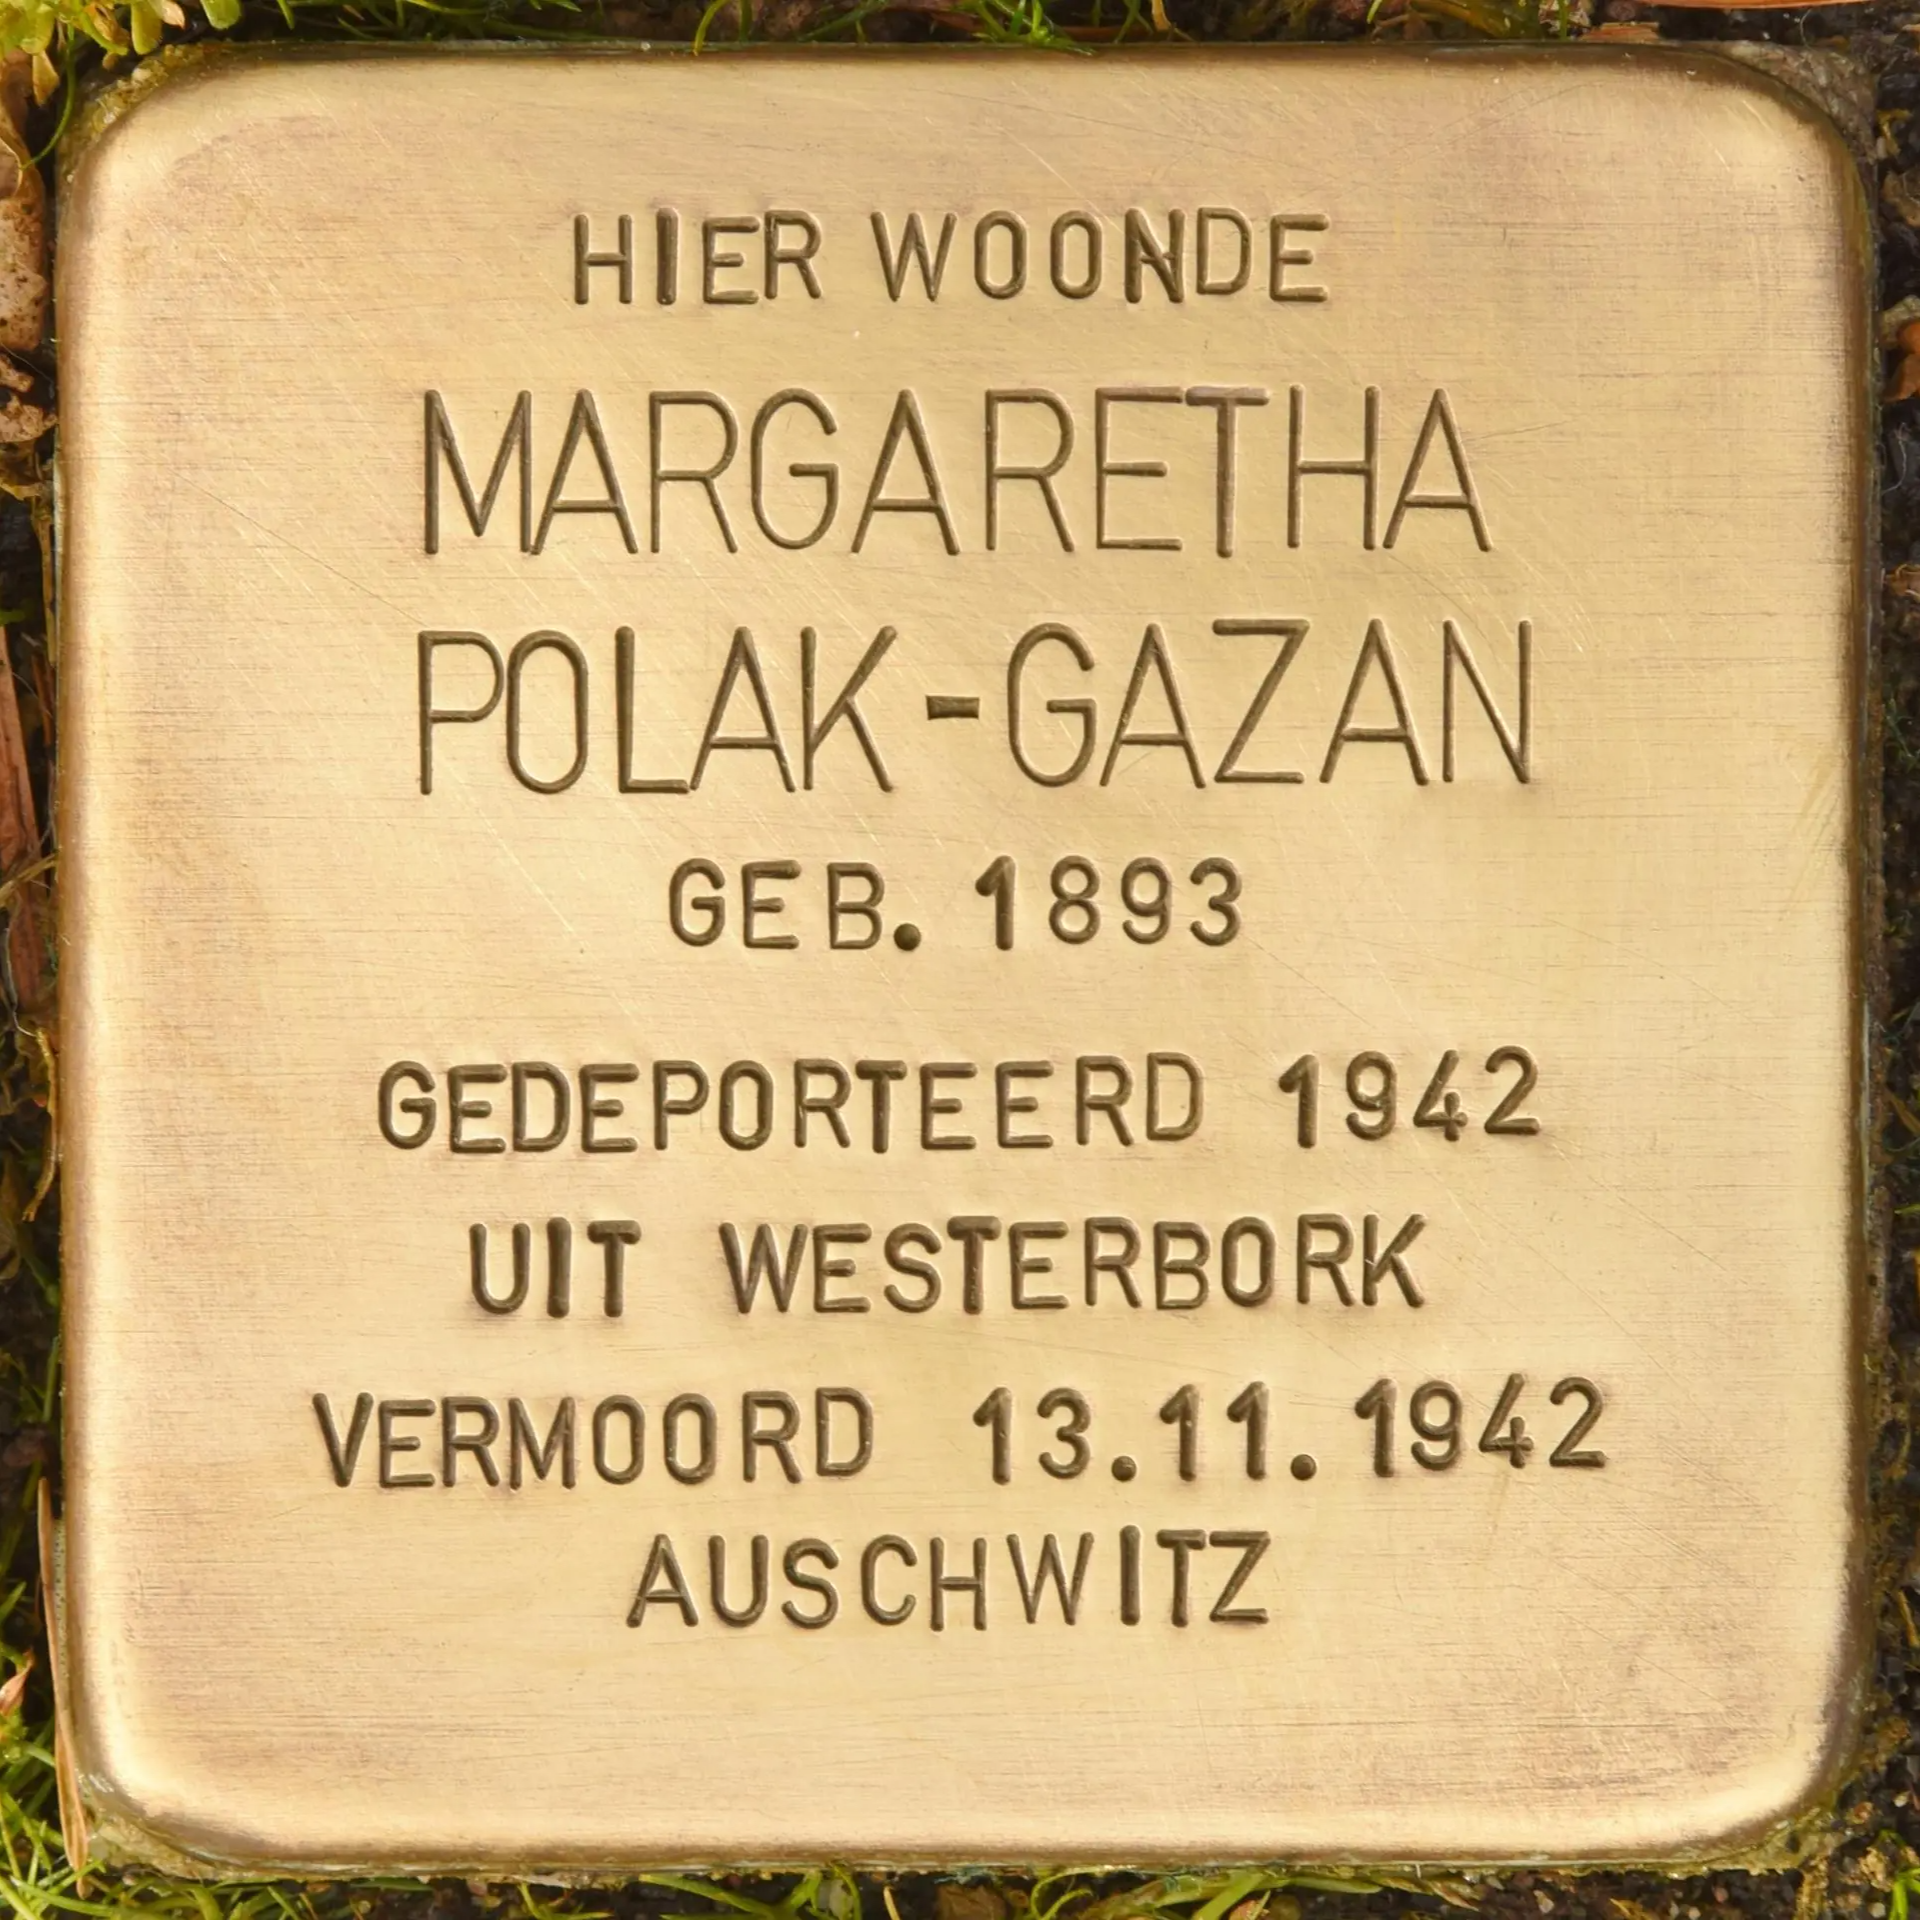 HIER WOONDE
MARGARETHA
POLAK-GAZAN
GEB. 1893
GEDEPORTEERD 1942
UIT WESTERBORK
VERMOORD 13.11.1942
AUSCHWITZ